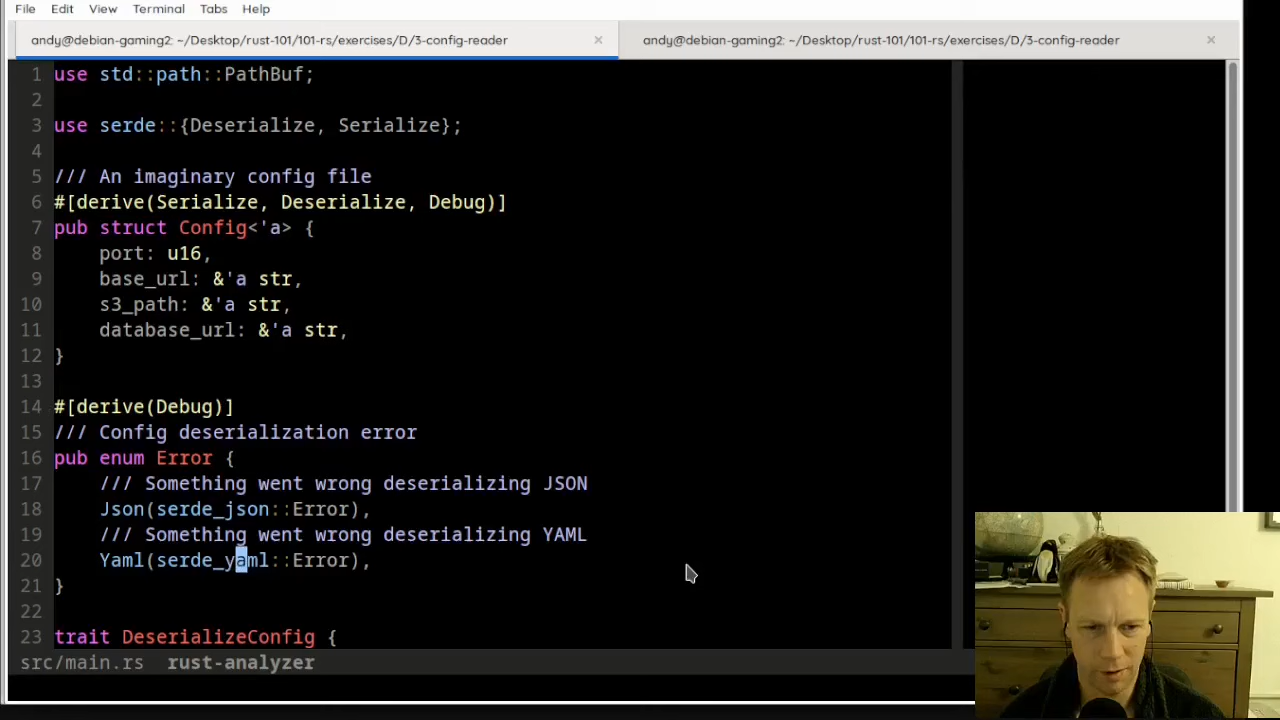 File Edit View Terminal Tabs Help
andy@debian-gaming2: ~/Desktop/rust-101/101-rs/exercises/D/3-config-reader × andy@debian-gaming2: ~/Desktop/rust-101/101-rs/exercises/D/3-config-reader ×
1 use std::path::PathBuf;
2
3 use serde::{Deserialize, Serialize};
4
5 /// An imaginary config file
6 #[derive(Serialize, Deserialize, Debug)]
7 pub struct Config<'a> {
8     port: u16,
9     base_url: &'a str,
10     s3_path: &'a str,
11     database_url: &'a str,
12 }
13
14 #[derive(Debug)]
15 /// Config deserialization error
16 pub enum Error {
17     /// Something went wrong deserializing JSON
18     Json(serde_json::Error),
19     /// Something went wrong deserializing YAML
20     Yaml(serde_yaml::Error),
21 }
22
23 trait DeserializeConfig {
src/main.rs  rust-analyzer